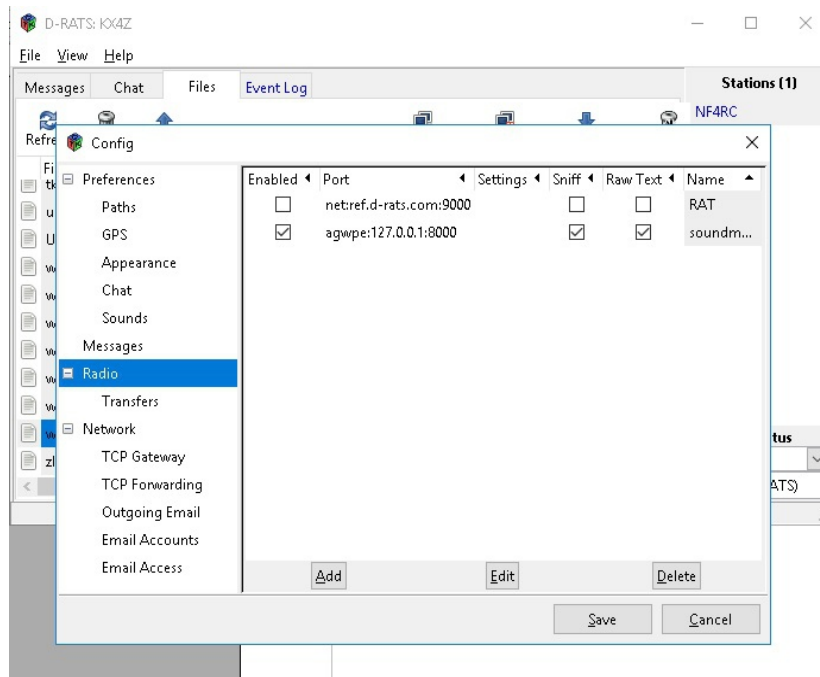 D-RATS: KX4Z
File View Help
Messages Chat Files Event Log
Stations (1)
NF4RC
Config
Preferences
Paths
GPS
Appearance
Chat
Sounds
Messages
Radio
Transfers
Network
TCP Gateway
TCP Forwarding
Outgoing Email
Email Accounts
Email Access
Enabled Port Settings Sniff Raw Text Name
net:ref.d-rats.com:9000 RAT
agwpe:127.0.0.1:8000 soundm...
Add Edit Delete
Save Cancel